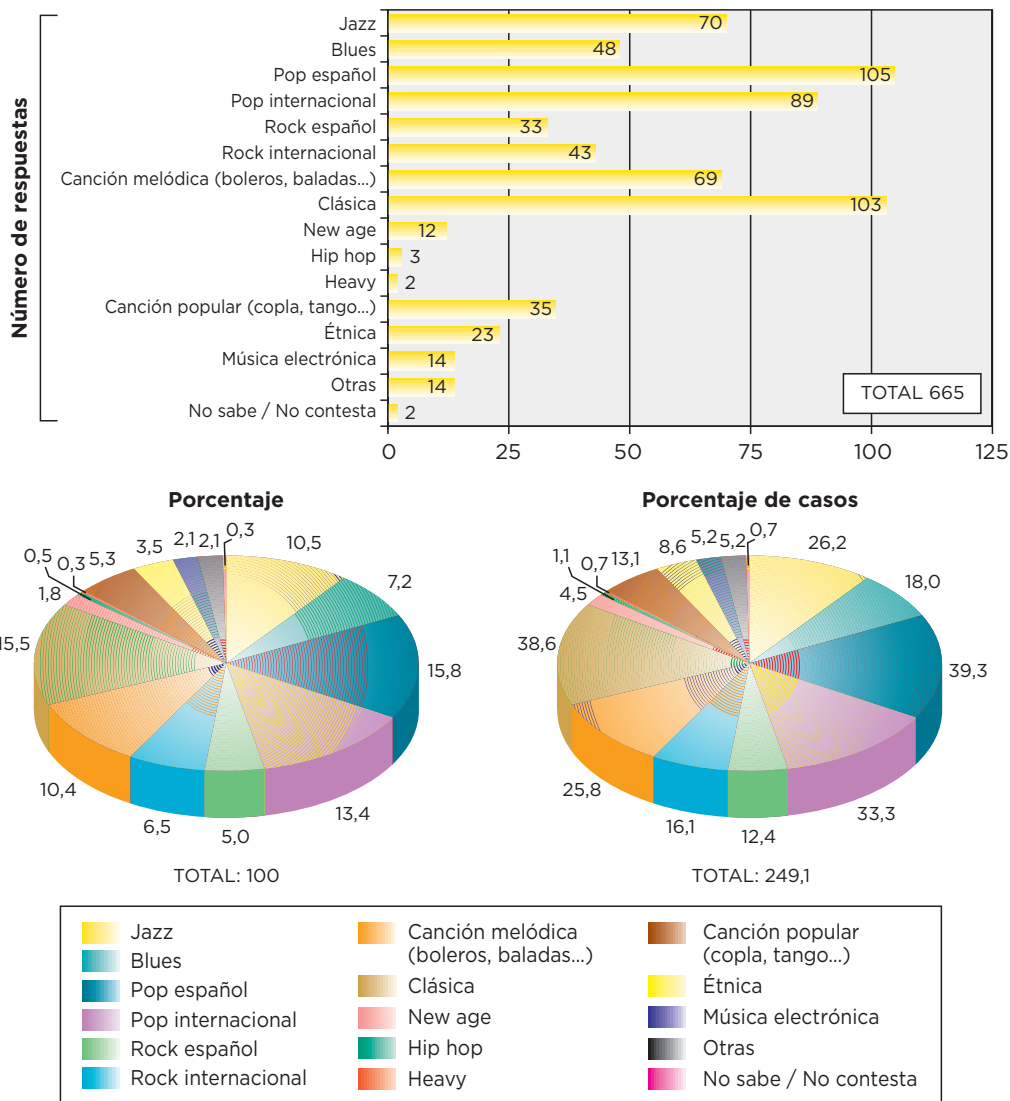 Número de respuestas
Jazz 70
Blues 48
Pop español 105
Pop internacional 89
Rock español 33
Rock internacional 43
Canción melódica (boleros, baladas...) 69
Clásica 103
New age 12
Hip hop 3
Heavy 2
Canción popular (copla, tango...) 35
Étnica 23
Música electrónica 14
Otras 14
No sabe / No contesta 2
TOTAL 665
0 25 50 75 100 125
Porcentaje
10,5
7,2
15,8
13,4
5,0
6,5
10,4
15,5
1,8
0,5
0,3
5,3
3,5
2,1
2,1
0,3
TOTAL: 100
Porcentaje de casos
26,2
18,0
39,3
33,3
12,4
16,1
25,8
38,6
4,5
1,1
0,7
13,1
8,6
5,2
5,2
0,7
TOTAL: 249,1
Jazz
Blues
Pop español
Pop internacional
Rock español
Rock internacional
Canción melódica
(boleros, baladas...)
Clásica
New age
Hip hop
Heavy
Canción popular
(copla, tango...)
Étnica
Música electrónica
Otras
No sabe / No contesta